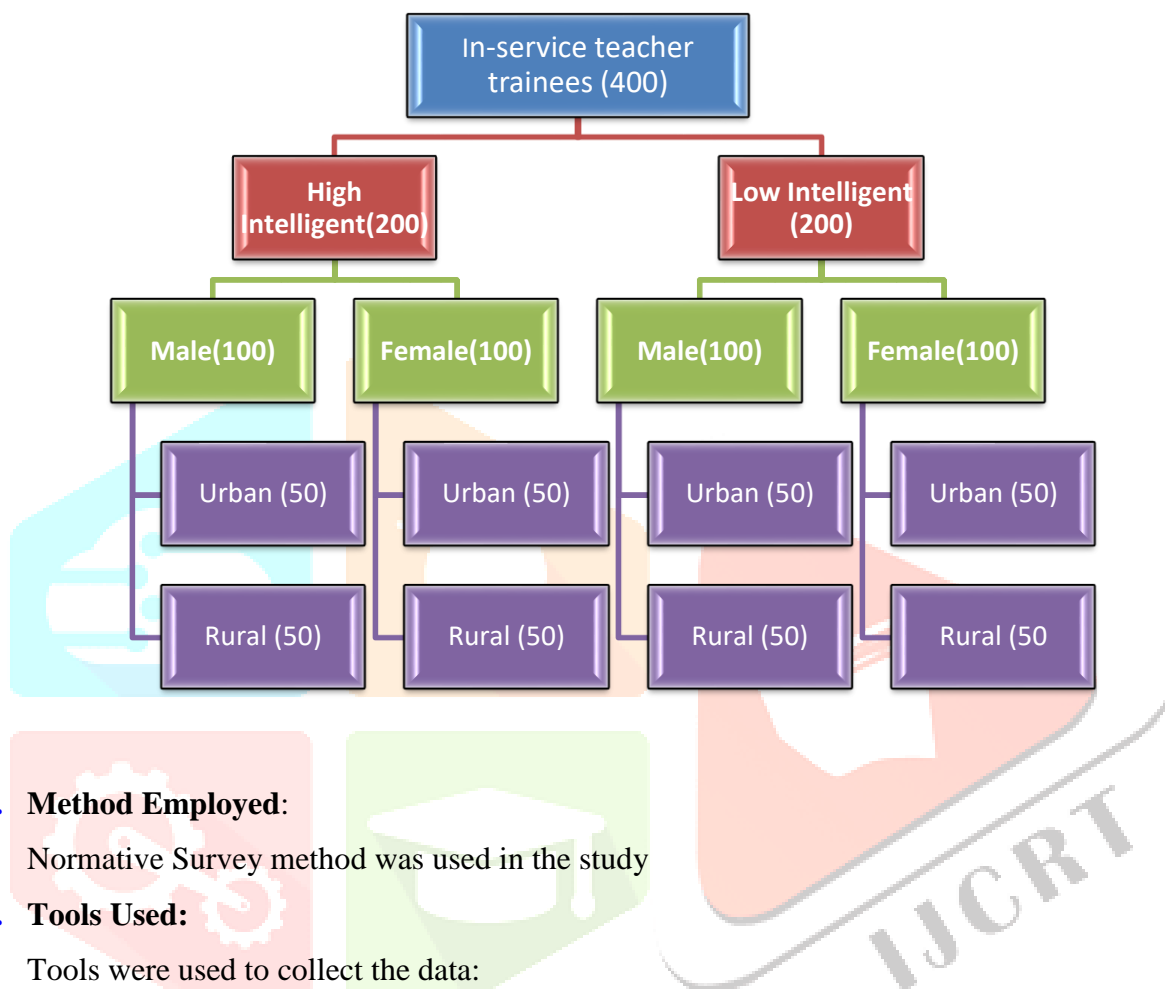 In-service teacher
trainees (400)
High
Intelligent(200)
Low Intelligent
(200)
Male(100)
Female(100)
Male(100)
Female(100)
Urban (50)
Urban (50)
Urban (50)
Urban (50)
Rural (50)
Rural (50)
Rural (50)
Rural (50
Method Employed:
Normative Survey method was used in the study
Tools Used:
Tools were used to collect the data:
IJCRT